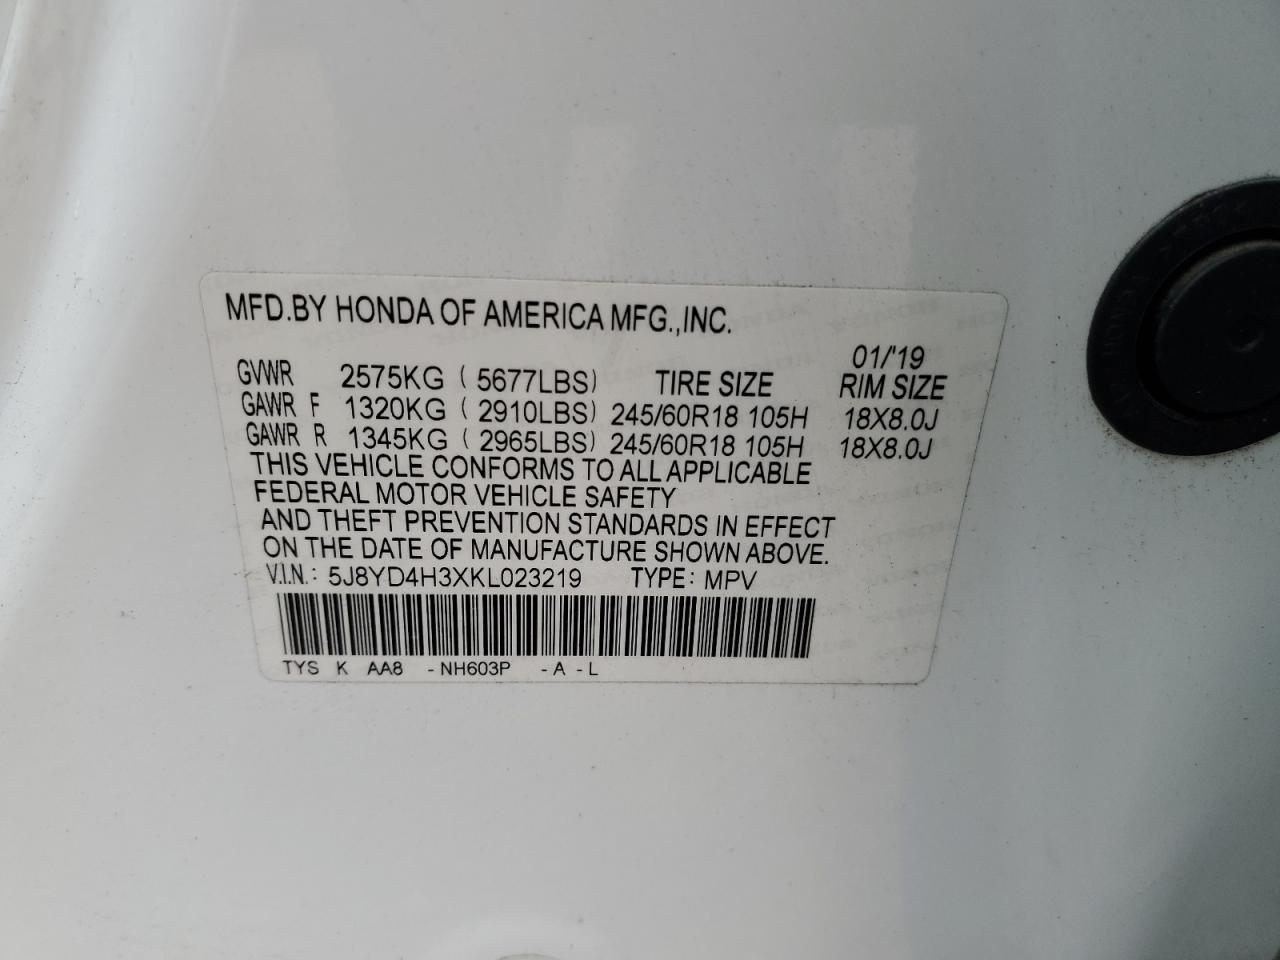 MFD.BY HONDA OF AMERICA MFG.,INC.
01/'19
GVWR 2575KG ( 5677LBS) TIRE SIZE RIM SIZE
GAWR F 1320KG ( 2910LBS) 245/60R18 105H 18X8.0J
GAWR R 1345KG ( 2965LBS) 245/60R18 105H 18X8.0J
THIS VEHICLE CONFORMS TO ALL APPLICABLE
FEDERAL MOTOR VEHICLE SAFETY
AND THEFT PREVENTION STANDARDS IN EFFECT
ON THE DATE OF MANUFACTURE SHOWN ABOVE.
V.I.N.: 5J8YD4H3XKL023219 TYPE: MPV
TYS K AA8 -NH603P -A -L
HONDA